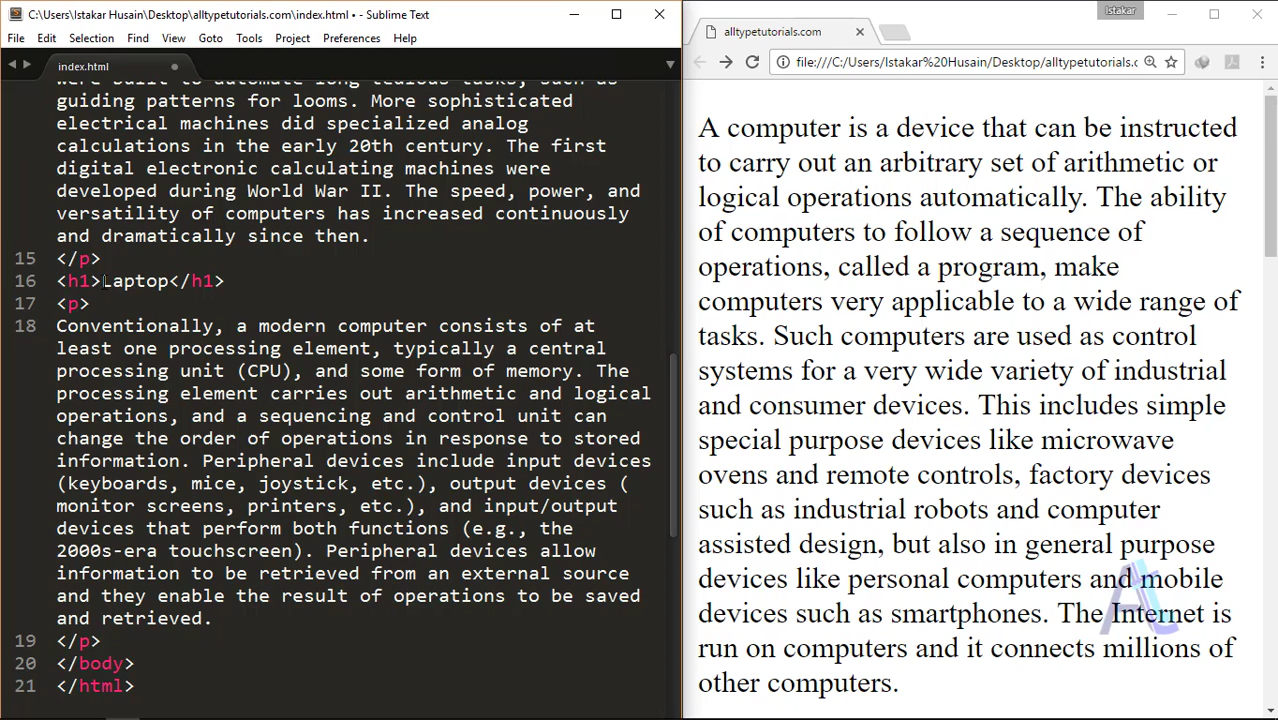 C:\Users\Istakar Husain\Desktop\alltypetutorials.com\index.html • - Sublime Text
File Edit Selection Find View Goto Tools Project Preferences Help
index.html
guiding patterns for looms. More sophisticated
electrical machines did specialized analog
calculations in the early 20th century. The first
digital electronic calculating machines were
developed during World War II. The speed, power, and
versatility of computers has increased continuously
and dramatically since then.
15 </p>
16 <h1>Laptop</h1>
17 <p>
18 Conventionally, a modern computer consists of at
least one processing element, typically a central
processing unit (CPU), and some form of memory. The
processing element carries out arithmetic and logical
operations, and a sequencing and control unit can
change the order of operations in response to stored
information. Peripheral devices include input devices
(keyboards, mice, joystick, etc.), output devices (
monitor screens, printers, etc.), and input/output
devices that perform both functions (e.g., the
2000s-era touchscreen). Peripheral devices allow
information to be retrieved from an external source
and they enable the result of operations to be saved
and retrieved.
19 </p>
20 </body>
21 </html>
Istakar
alltypetutorials.com
file:///C:/Users/Istakar%20Husain/Desktop/alltypetutorials.c
A computer is a device that can be instructed
to carry out an arbitrary set of arithmetic or
logical operations automatically. The ability
of computers to follow a sequence of
operations, called a program, make
computers very applicable to a wide range of
tasks. Such computers are used as control
systems for a very wide variety of industrial
and consumer devices. This includes simple
special purpose devices like microwave
ovens and remote controls, factory devices
such as industrial robots and computer
assisted design, but also in general purpose
devices like personal computers and mobile
devices such as smartphones. The Internet is
run on computers and it connects millions of
other computers.